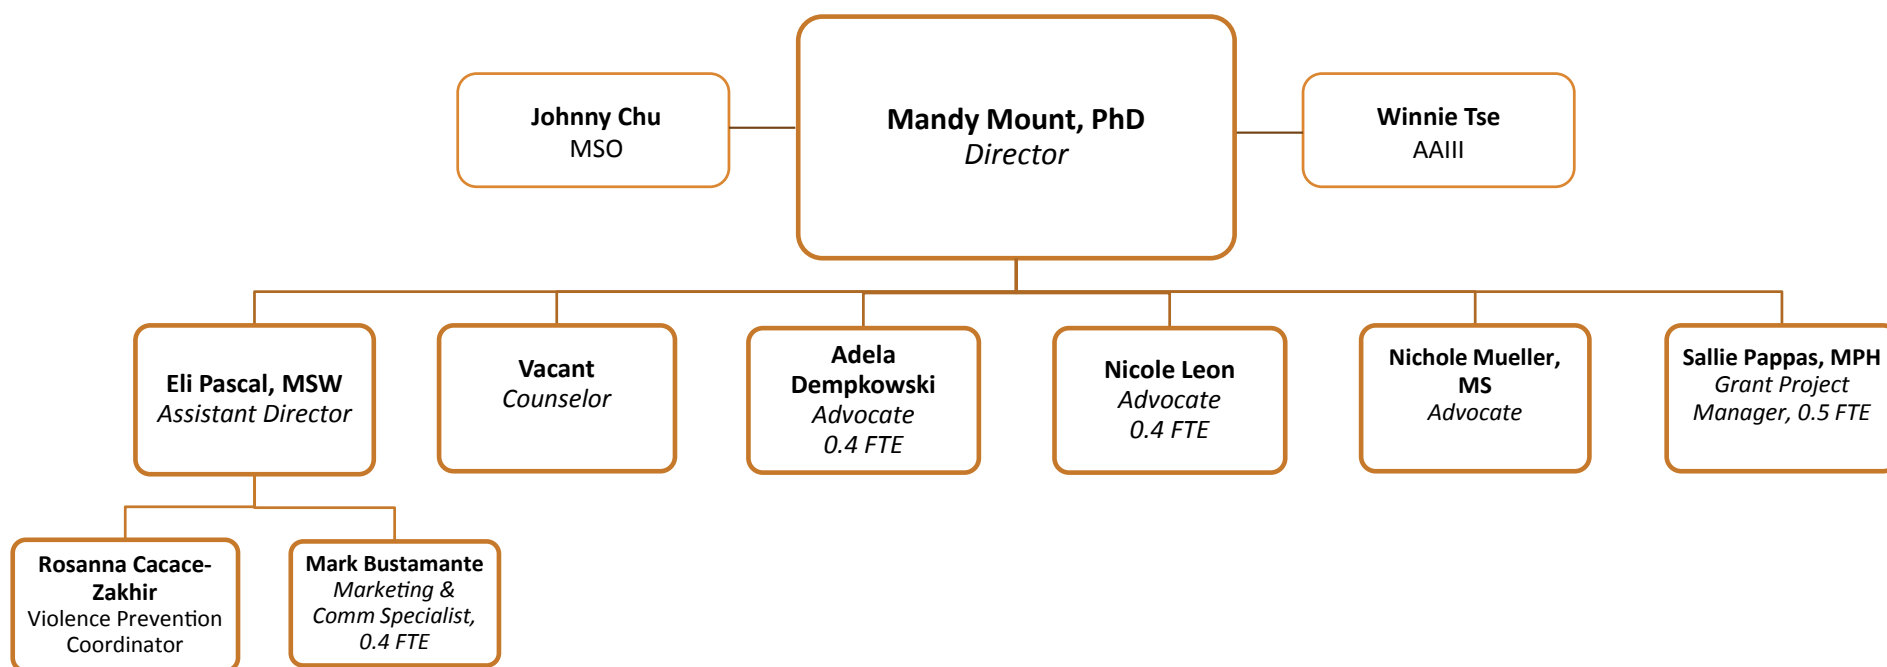 Johnny Chu
MSO
Mandy Mount, PhD
Director
Winnie Tse
AAIII
Eli Pascal, MSW
Assistant Director
Vacant
Counselor
Adela
Dempkowski
Advocate
0.4 FTE
Nicole Leon
Advocate
0.4 FTE
Nichole Mueller,
MS
Advocate
Sallie Pappas, MPH
Grant Project
Manager, 0.5 FTE
Rosanna Cacace-
Zakhir
Violence Prevention
Coordinator
Mark Bustamante
Marketing &
Comm Specialist,
0.4 FTE